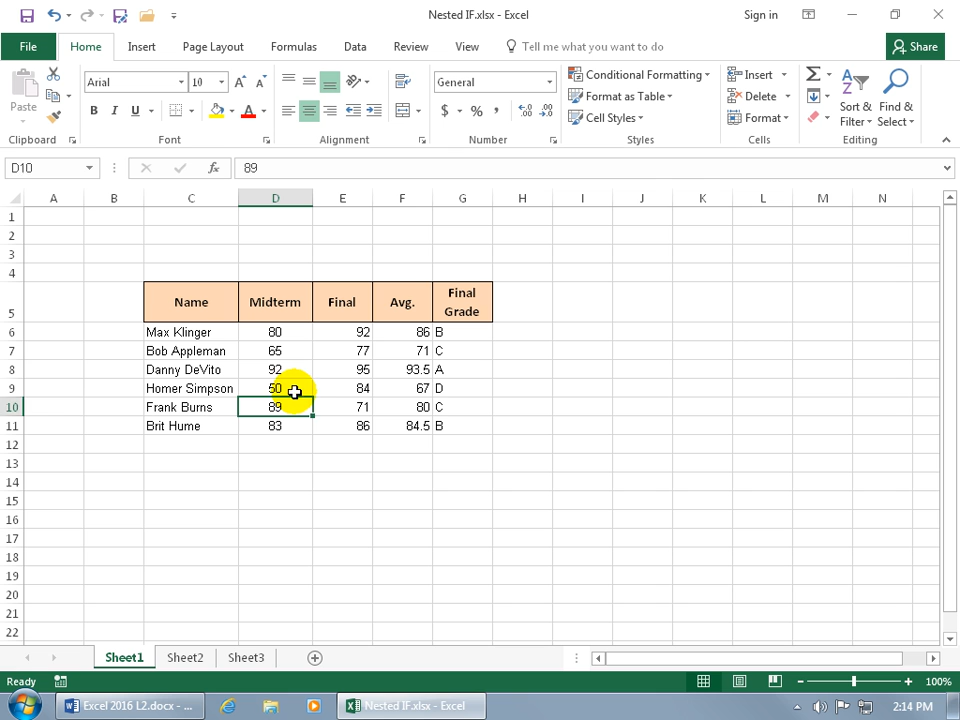 Nested IF.xlsx - Excel
Sign in
File Home Insert Page Layout Formulas Data Review View Tell me what you want to do Share
Paste
Arial 10
B I U
General
$ % ,
Conditional Formatting
Format as Table
Cell Styles
Insert
Delete
Format
Sort & Filter
Find & Select
Clipboard Font Alignment Number Styles Cells Editing
D10 fx 89
A B C D E F G H I J K L M N
1
2
3
4
5 Name Midterm Final Avg. Final Grade
6 Max Klinger 80 92 86 B
7 Bob Appleman 65 77 71 C
8 Danny DeVito 92 95 93.5 A
9 Homer Simpson 50 84 67 D
10 Frank Burns 89 71 80 C
11 Brit Hume 83 86 84.5 B
12
13
14
15
16
17
18
19
20
21
22
Sheet1 Sheet2 Sheet3
Ready 100%
Excel 2016 L2.docx - ... Nested IF.xlsx - Excel 2:14 PM